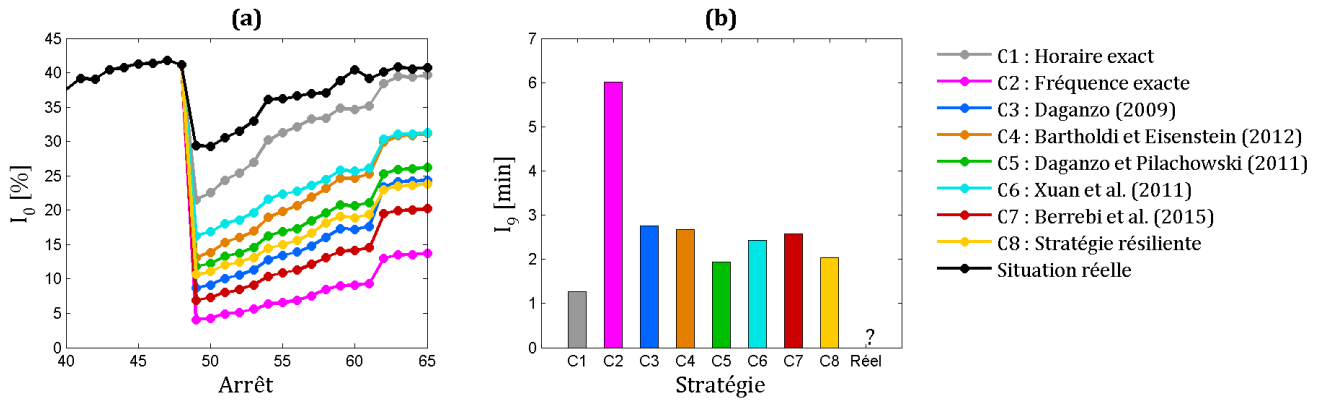 (a)
45
40
35
30
25
20
15
10
5
0
I0 [%]
40 45 50 55 60 65
Arrêt
(b)
7
6
5
4
3
2
1
0
I9 [min]
?
C1 C2 C3 C4 C5 C6 C7 C8 Réel
Stratégie
C1 : Horaire exact
C2 : Fréquence exacte
C3 : Daganzo (2009)
C4 : Bartholdi et Eisenstein (2012)
C5 : Daganzo et Pilachowski (2011)
C6 : Xuan et al. (2011)
C7 : Berrebi et al. (2015)
C8 : Stratégie résiliente
Situation réelle